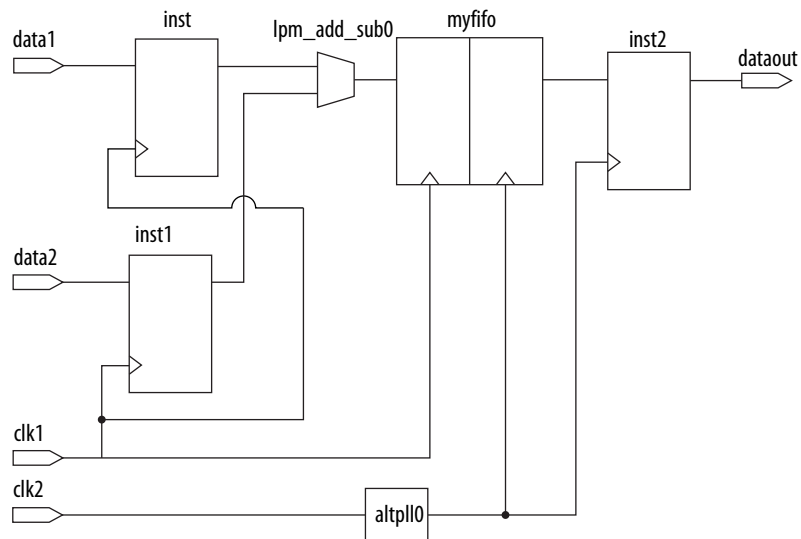 inst
data1
lpm_add_sub0
myfifo
inst2
dataout
data2
inst1
clk1
clk2
altpll0